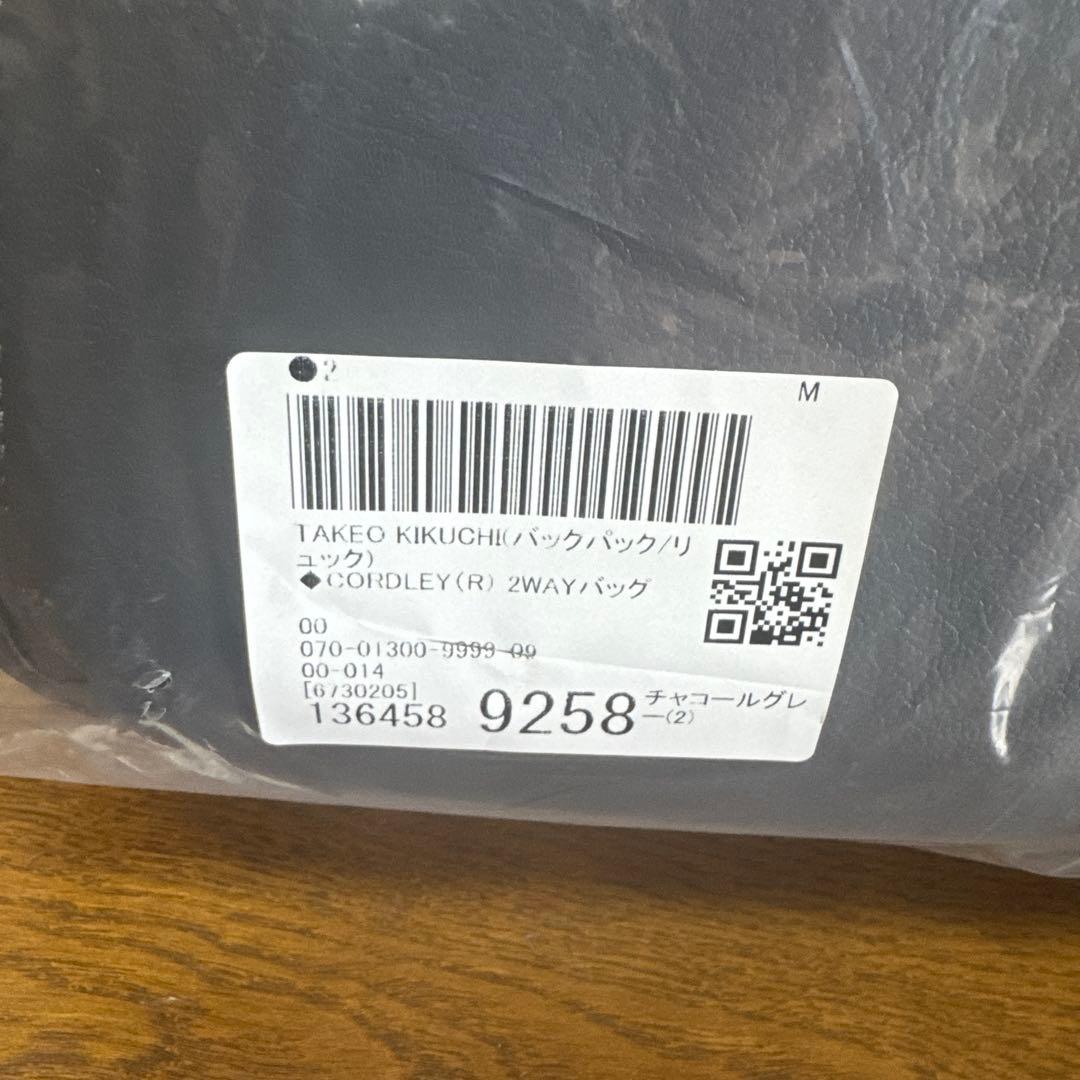 ●2
M
TAKEO KIKUCHI(バックパック/リ
ュック)
◆CORDLEY(R) 2WAYバッグ
00
070-01300-9999-09
00-014
[6730205]
136458 9258 チャコールグレ
ー(2)